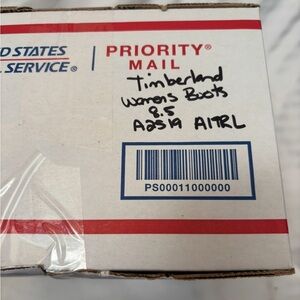 D STATES
L SERVICE®
PRIORITY®
MAIL
Timberland
Womens Boots
8.5
A2519 A1TRL
PS00011000000